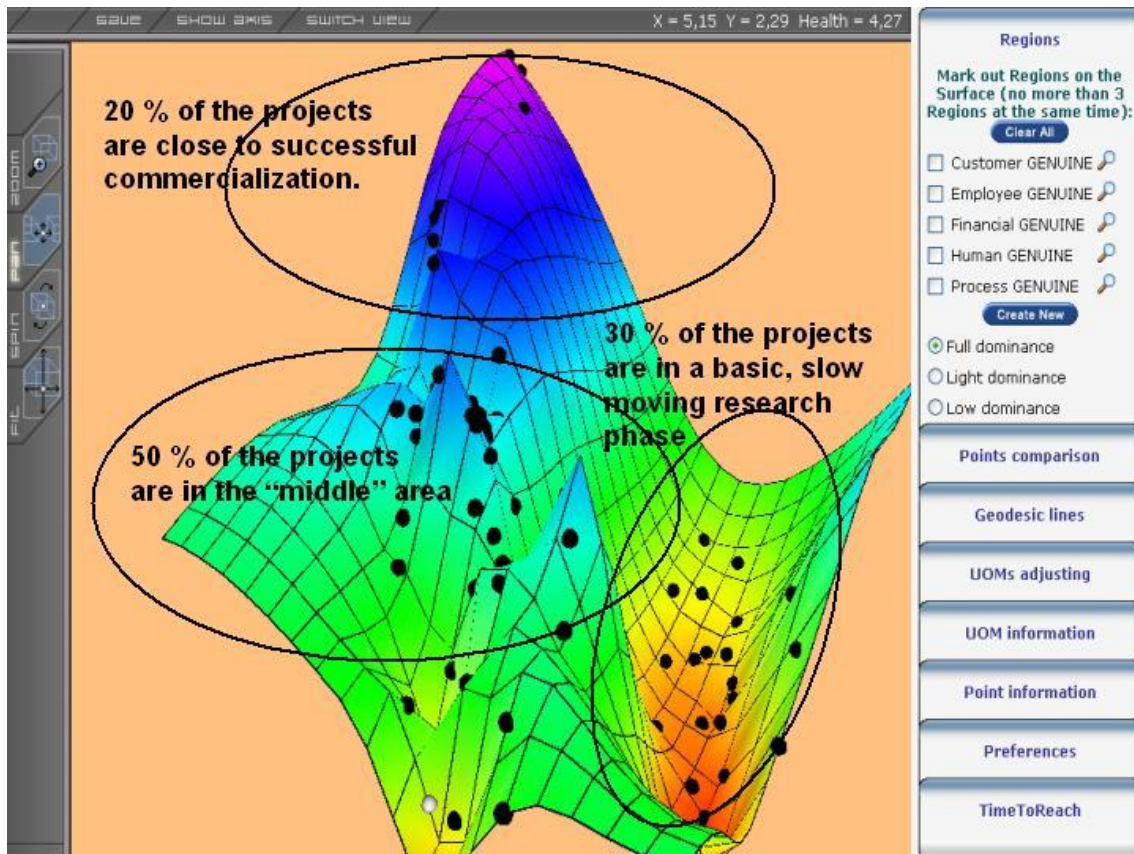 SAVE SHOW AXIS SWITCH VIEW X = 5,15 Y = 2,29 Health = 4,27
ZOOM
PAN
SPIN
FIT
20 % of the projects
are close to successful
commercialization.
30 % of the projects
are in a basic, slow
moving research
phase
50 % of the projects
are in the “middle” area
Regions
Mark out Regions on the
Surface (no more than 3
Regions at the same time):
Clear All
Customer GENUINE
Employee GENUINE
Financial GENUINE
Human GENUINE
Process GENUINE
Create New
Full dominance
Light dominance
Low dominance
Points comparison
Geodesic lines
UOMs adjusting
UOM information
Point information
Preferences
TimeToReach